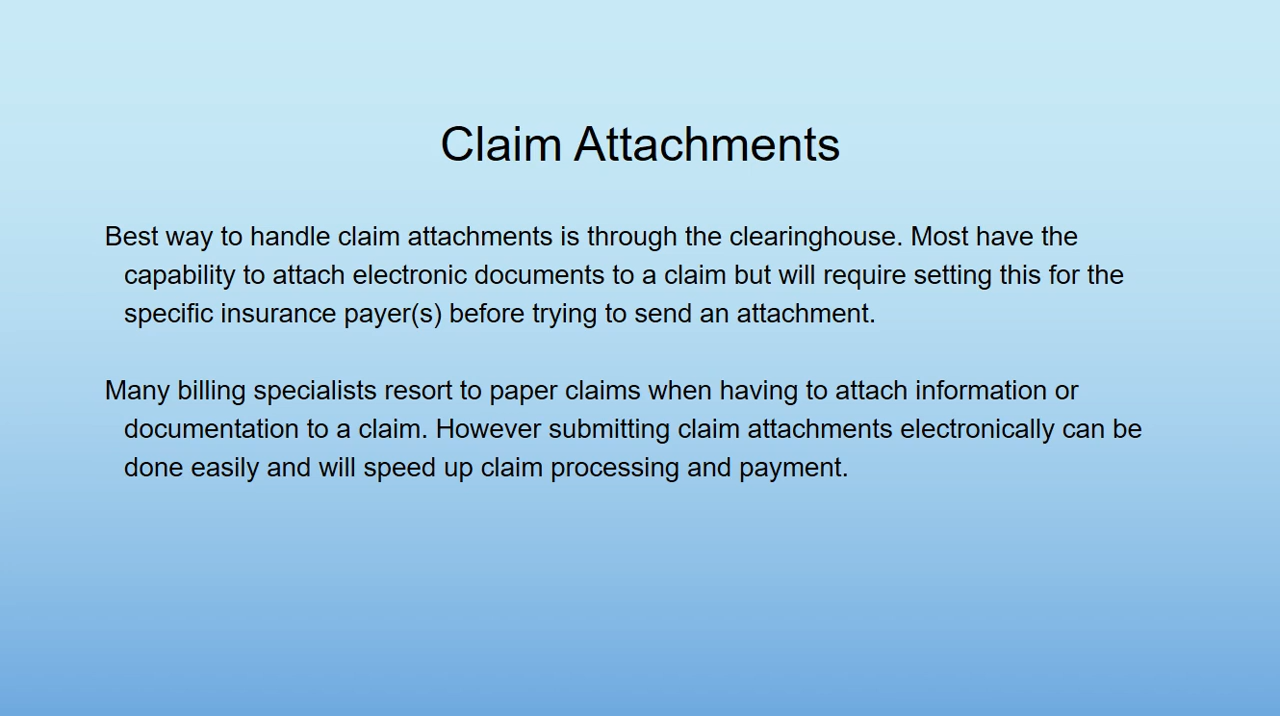 Claim Attachments
Best way to handle claim attachments is through the clearinghouse. Most have the
capability to attach electronic documents to a claim but will require setting this for the
specific insurance payer(s) before trying to send an attachment.
Many billing specialists resort to paper claims when having to attach information or
documentation to a claim. However submitting claim attachments electronically can be
done easily and will speed up claim processing and payment.